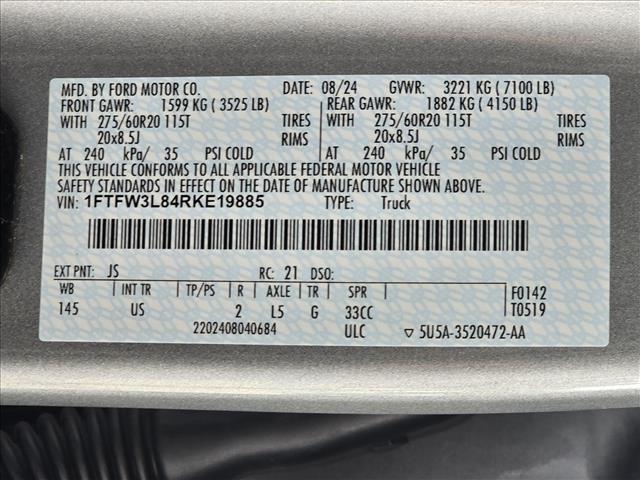 MFD. BY FORD MOTOR CO. DATE: 08/24 GVWR: 3221 KG ( 7100 LB)
FRONT GAWR: 1599 KG ( 3525 LB) REAR GAWR: 1882 KG ( 4150 LB)
WITH 275/60R20 115T TIRES WITH 275/60R20 115T TIRES
20x8.5J RIMS 20x8.5J RIMS
AT 240 kPa/ 35 PSI COLD AT 240 kPa/ 35 PSI COLD
THIS VEHICLE CONFORMS TO ALL APPLICABLE FEDERAL MOTOR VEHICLE
SAFETY STANDARDS IN EFFECT ON THE DATE OF MANUFACTURE SHOWN ABOVE.
VIN: 1FTFW3L84RKE19885 TYPE: Truck
EXT PNT: JS RC: 21 DSO:
WB INT TR TP/PS R AXLE TR SPR F0142
145 US 2 L5 G 33CC T0519
2202408040684 ULC ▽ 5U5A-3520472-AA